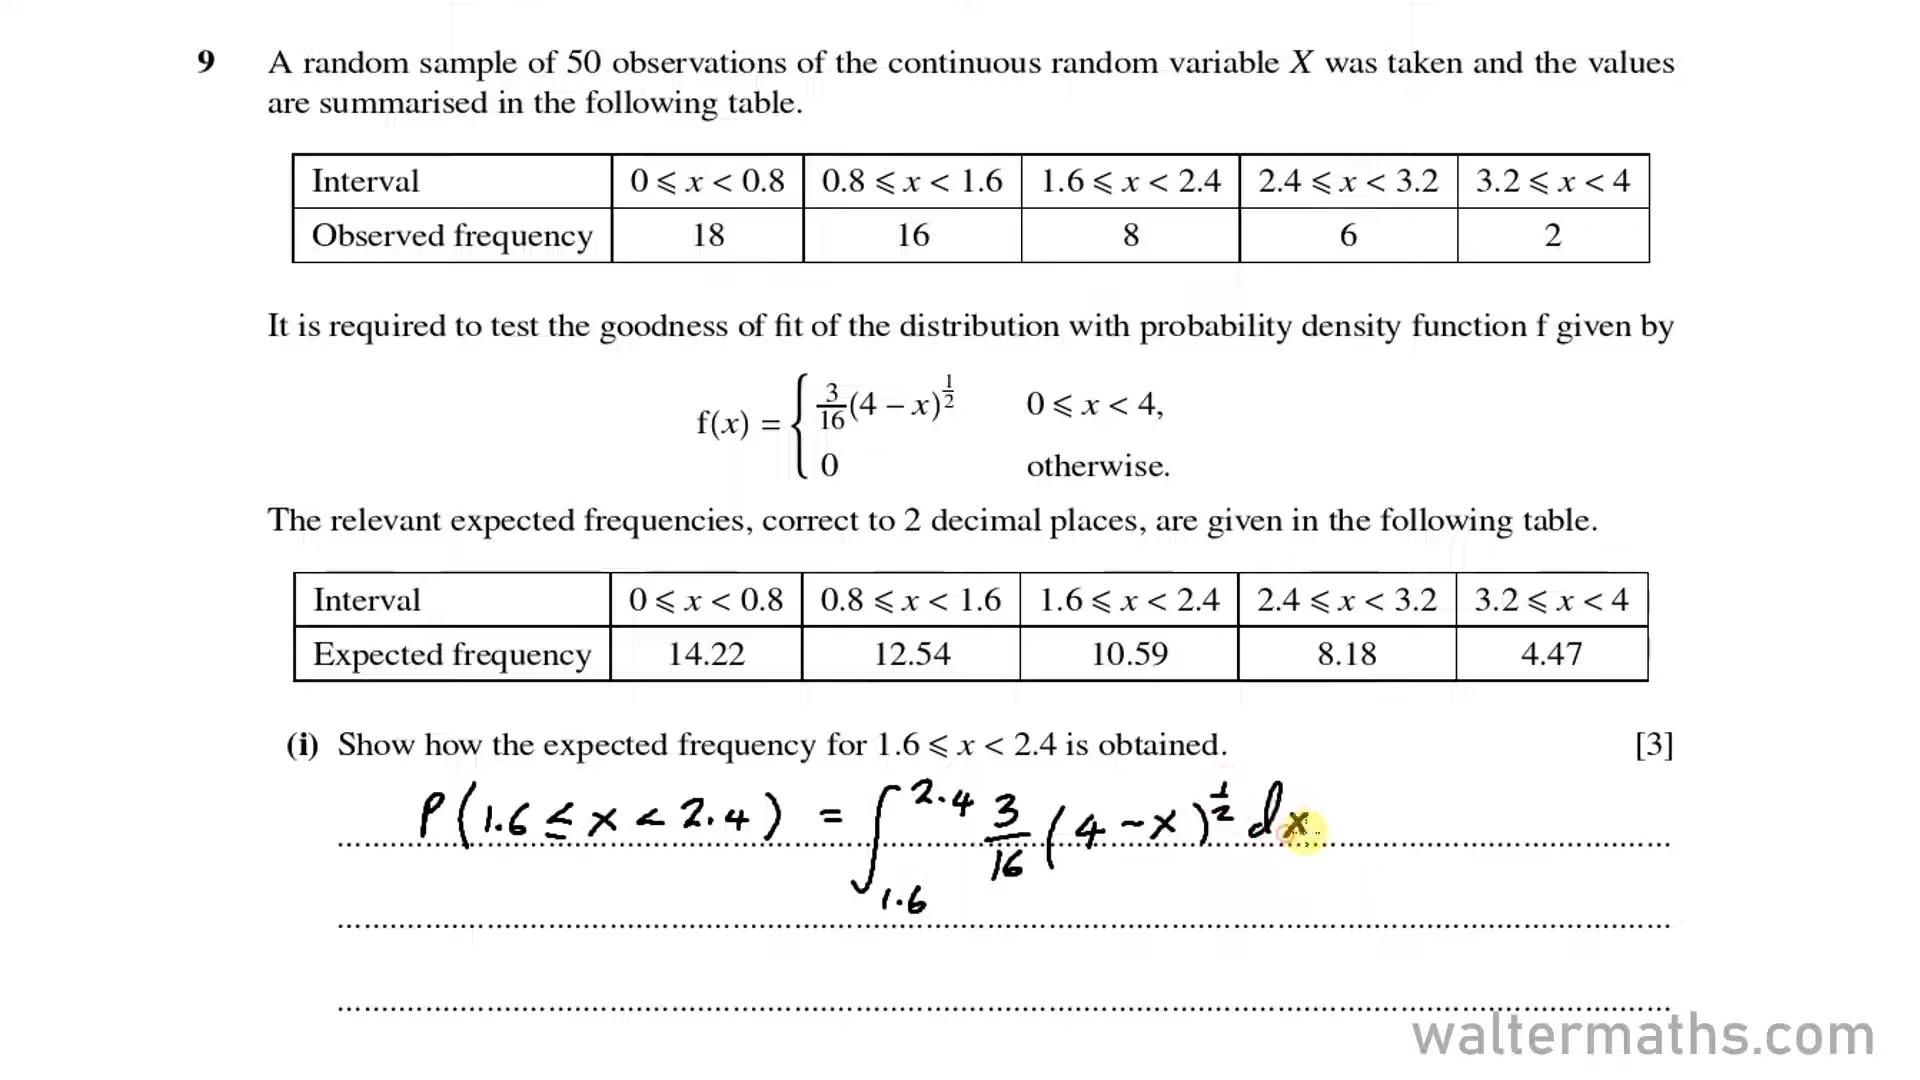 9 A random sample of 50 observations of the continuous random variable X was taken and the values
are summarised in the following table.
Interval 0 ⩽ x < 0.8 0.8 ⩽ x < 1.6 1.6 ⩽ x < 2.4 2.4 ⩽ x < 3.2 3.2 ⩽ x < 4
Observed frequency 18 16 8 6 2
It is required to test the goodness of fit of the distribution with probability density function f given by
f(x) = { 3/16 (4 − x)^{1/2} 0 ⩽ x < 4,
0 otherwise.
The relevant expected frequencies, correct to 2 decimal places, are given in the following table.
Interval 0 ⩽ x < 0.8 0.8 ⩽ x < 1.6 1.6 ⩽ x < 2.4 2.4 ⩽ x < 3.2 3.2 ⩽ x < 4
Expected frequency 14.22 12.54 10.59 8.18 4.47
(i) Show how the expected frequency for 1.6 ⩽ x < 2.4 is obtained. [3]
P(1.6 ≤ x < 2.4) = ∫_{1.6}^{2.4} 3/16 (4 − x)^{1/2} dx
waltermaths.com